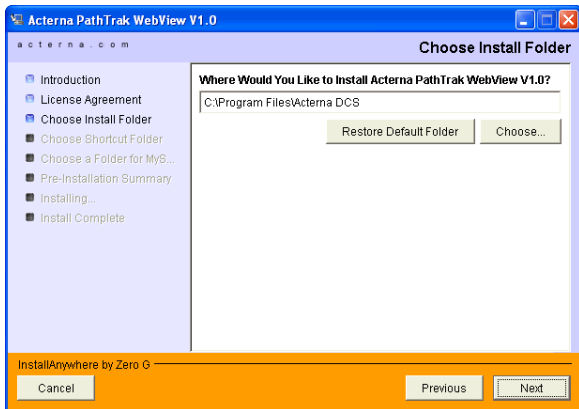 Acterna PathTrak WebView V1.0
acterna.com
Choose Install Folder
Introduction
License Agreement
Choose Install Folder
Choose Shortcut Folder
Choose a Folder for MyS...
Pre-Installation Summary
Installing...
Install Complete
Where Would You Like to Install Acterna PathTrak WebView V1.0?
C:\Program Files\Acterna DCS
Restore Default Folder
Choose...
InstallAnywhere by Zero G
Cancel
Previous
Next